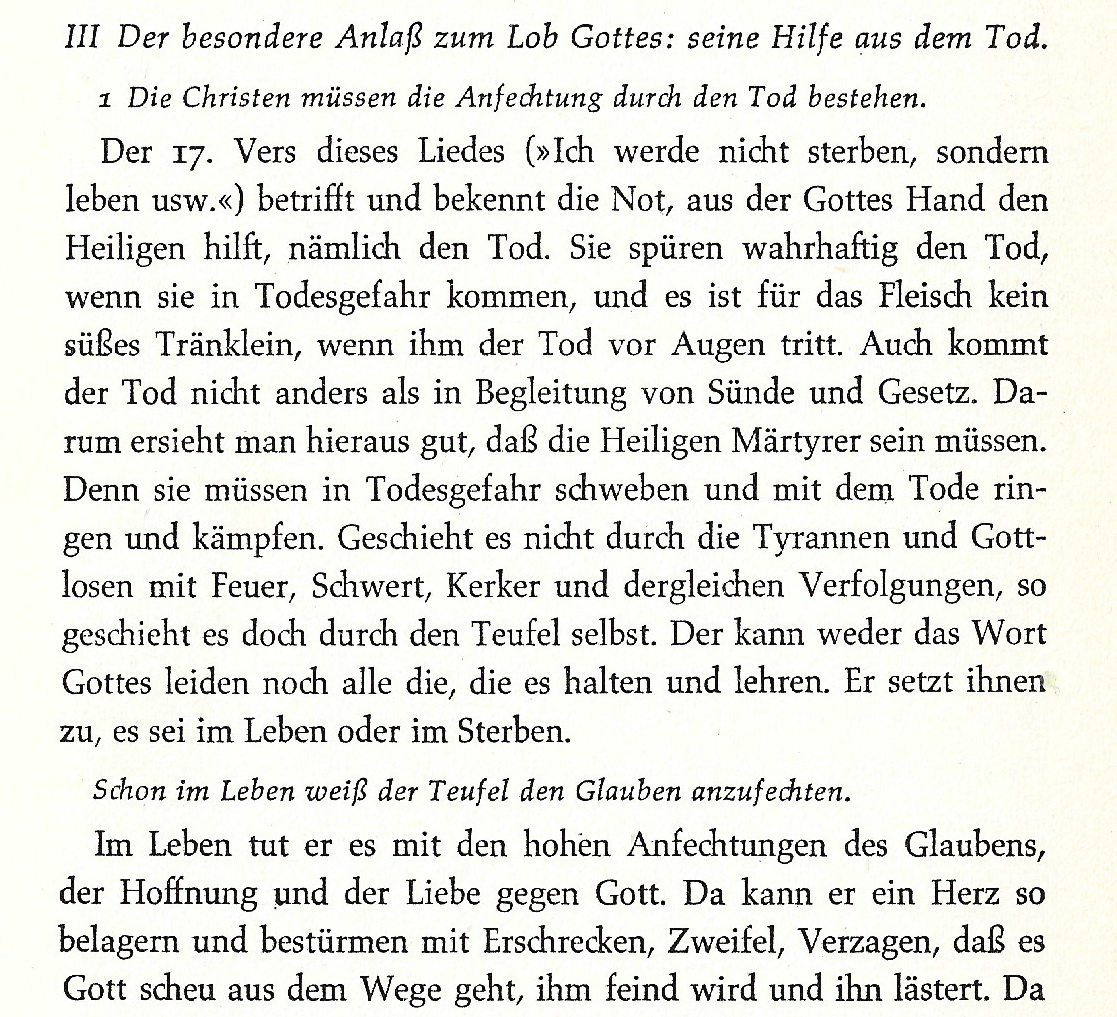 III Der besondere Anlaß zum Lob Gottes: seine Hilfe aus dem Tod.
1 Die Christen müssen die Anfechtung durch den Tod bestehen.
Der 17. Vers dieses Liedes (»Ich werde nicht sterben, sondern
leben usw.«) betrifft und bekennt die Not, aus der Gottes Hand den
Heiligen hilft, nämlich den Tod. Sie spüren wahrhaftig den Tod,
wenn sie in Todesgefahr kommen, und es ist für das Fleisch kein
süßes Tränklein, wenn ihm der Tod vor Augen tritt. Auch kommt
der Tod nicht anders als in Begleitung von Sünde und Gesetz. Da-
rum ersieht man hieraus gut, daß die Heiligen Märtyrer sein müssen.
Denn sie müssen in Todesgefahr schweben und mit dem Tode rin-
gen und kämpfen. Geschieht es nicht durch die Tyrannen und Gott-
losen mit Feuer, Schwert, Kerker und dergleichen Verfolgungen, so
geschieht es doch durch den Teufel selbst. Der kann weder das Wort
Gottes leiden noch alle die, die es halten und lehren. Er setzt ihnen
zu, es sei im Leben oder im Sterben.
Schon im Leben weiß der Teufel den Glauben anzufechten.
Im Leben tut er es mit den hohen Anfechtungen des Glaubens,
der Hoffnung und der Liebe gegen Gott. Da kann er ein Herz so
belagern und bestürmen mit Erschrecken, Zweifel, Verzagen, daß es
Gott scheu aus dem Wege geht, ihm feind wird und ihn lästert. Da